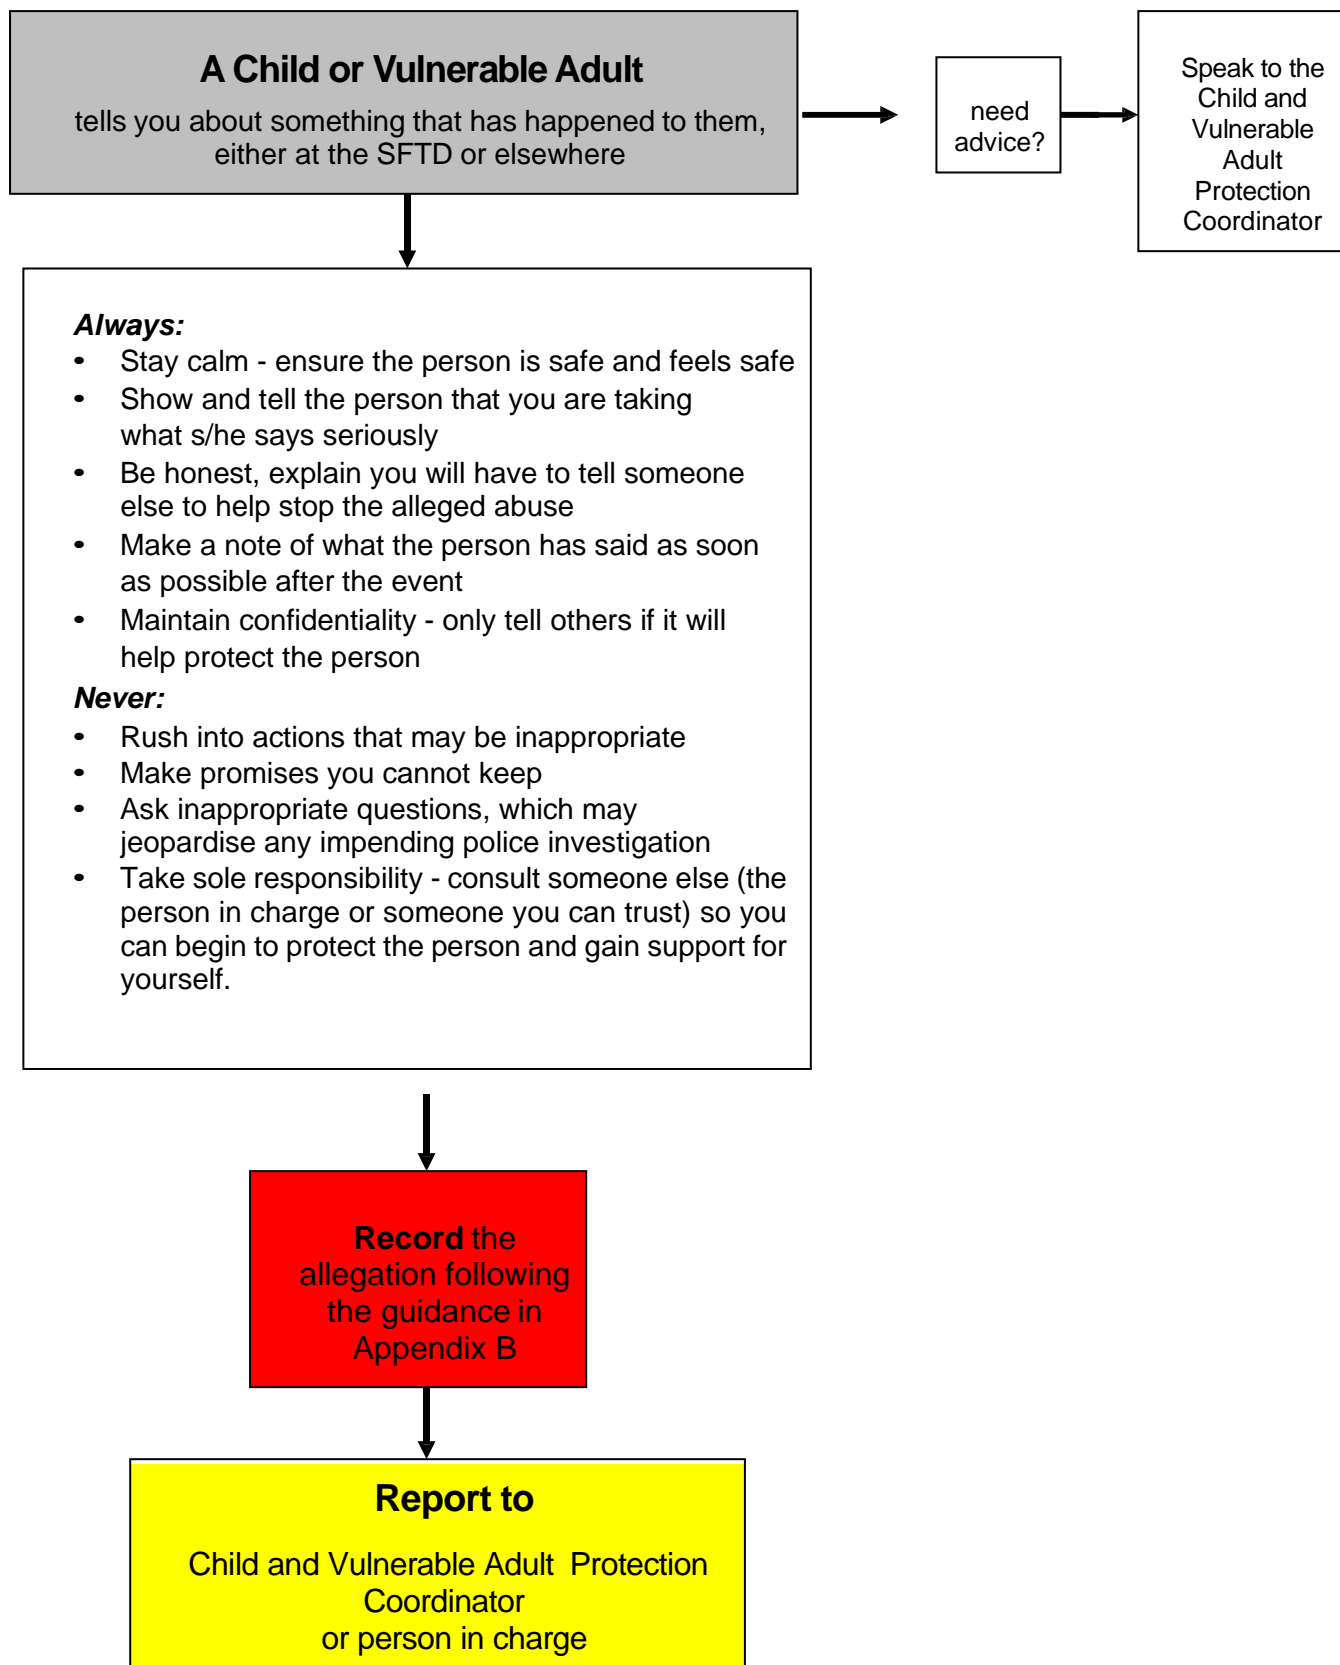 A Child or Vulnerable Adult
tells you about something that has happened to them,
either at the SFTD or elsewhere
need
advice?
Speak to the
Child and
Vulnerable
Adult
Protection
Coordinator
Always:
• Stay calm - ensure the person is safe and feels safe
• Show and tell the person that you are taking
what s/he says seriously
• Be honest, explain you will have to tell someone
else to help stop the alleged abuse
• Make a note of what the person has said as soon
as possible after the event
• Maintain confidentiality - only tell others if it will
help protect the person
Never:
• Rush into actions that may be inappropriate
• Make promises you cannot keep
• Ask inappropriate questions, which may
jeopardise any impending police investigation
• Take sole responsibility - consult someone else (the
person in charge or someone you can trust) so you
can begin to protect the person and gain support for
yourself.
Record the
allegation following
the guidance in
Appendix B
Report to
Child and Vulnerable Adult Protection
Coordinator
or person in charge